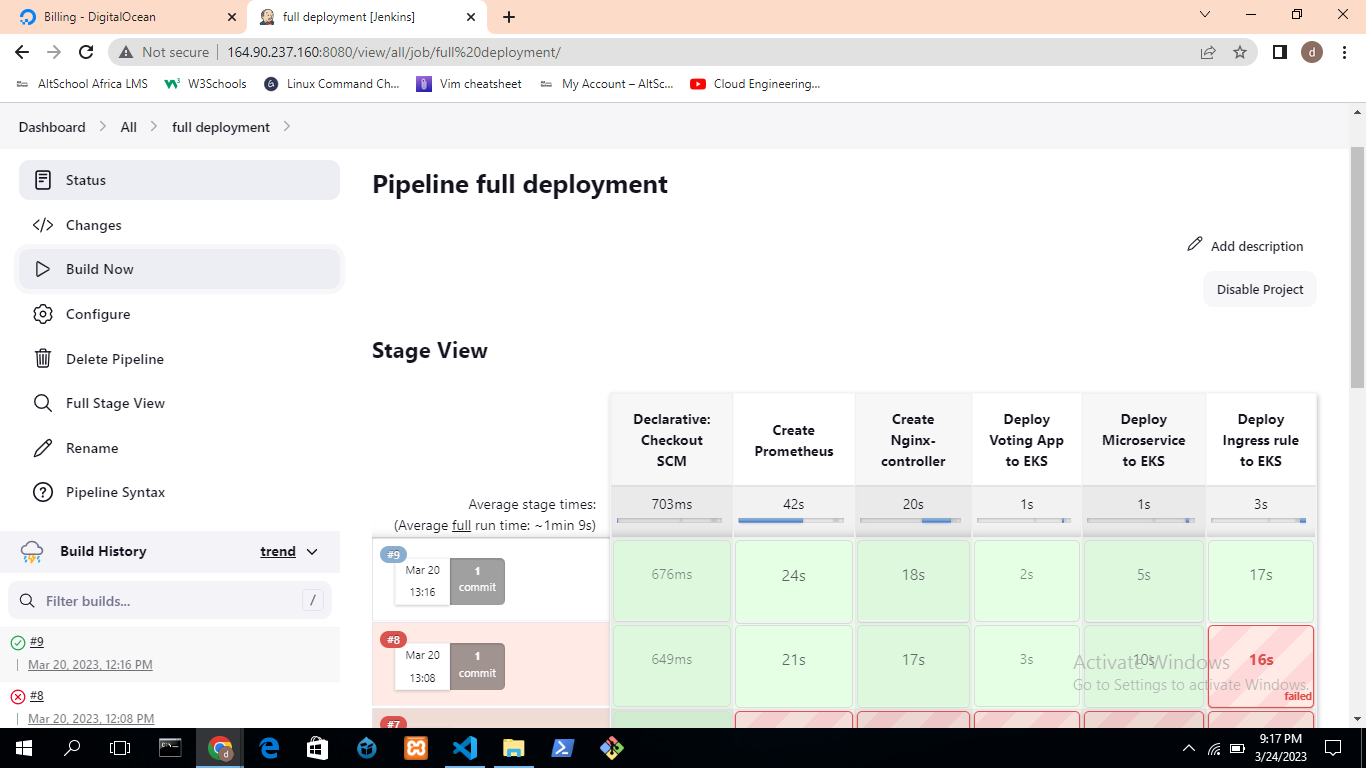 Billing - DigitalOcean
full deployment [Jenkins]
Not secure
164.90.237.160:8080/view/all/job/full%20deployment/
d
AltSchool Africa LMS
W3Schools
Linux Command Ch...
Vim cheatsheet
My Account – AltSc...
Cloud Engineering...
Dashboard
All
full deployment
Status
Changes
Build Now
Configure
Delete Pipeline
Full Stage View
Rename
Pipeline Syntax
Build History
trend
Filter builds...
/
#9
Mar 20, 2023, 12:16 PM
#8
Mar 20, 2023, 12:08 PM
Pipeline full deployment
Add description
Disable Project
Stage View
Declarative:
Checkout
SCM
Create
Prometheus
Create
Nginx-
controller
Deploy
Voting App
to EKS
Deploy
Microservice
to EKS
Deploy
Ingress rule
to EKS
Average stage times:
(Average full run time: ~1min 9s)
703ms
42s
20s
1s
1s
3s
#9
Mar 20
13:16
1
commit
676ms
24s
18s
2s
5s
17s
#8
Mar 20
13:08
1
commit
649ms
21s
17s
3s
10s
16s
failed
#7
Activate Windows
Go to Settings to activate Windows.
9:17 PM
3/24/2023